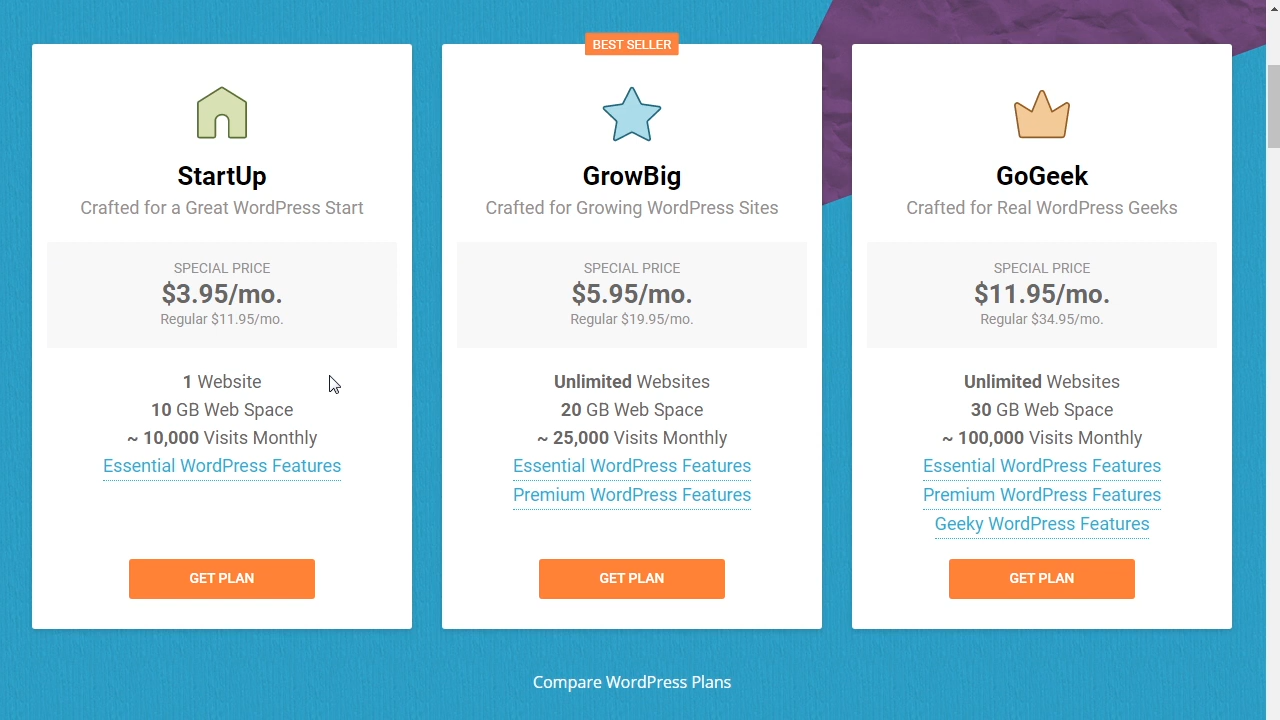 StartUp
Crafted for a Great WordPress Start
SPECIAL PRICE
$3.95/mo.
Regular $11.95/mo.
1 Website
10 GB Web Space
~ 10,000 Visits Monthly
Essential WordPress Features
GET PLAN
BEST SELLER
GrowBig
Crafted for Growing WordPress Sites
SPECIAL PRICE
$5.95/mo.
Regular $19.95/mo.
Unlimited Websites
20 GB Web Space
~ 25,000 Visits Monthly
Essential WordPress Features
Premium WordPress Features
GET PLAN
GoGeek
Crafted for Real WordPress Geeks
SPECIAL PRICE
$11.95/mo.
Regular $34.95/mo.
Unlimited Websites
30 GB Web Space
~ 100,000 Visits Monthly
Essential WordPress Features
Premium WordPress Features
Geeky WordPress Features
GET PLAN
Compare WordPress Plans